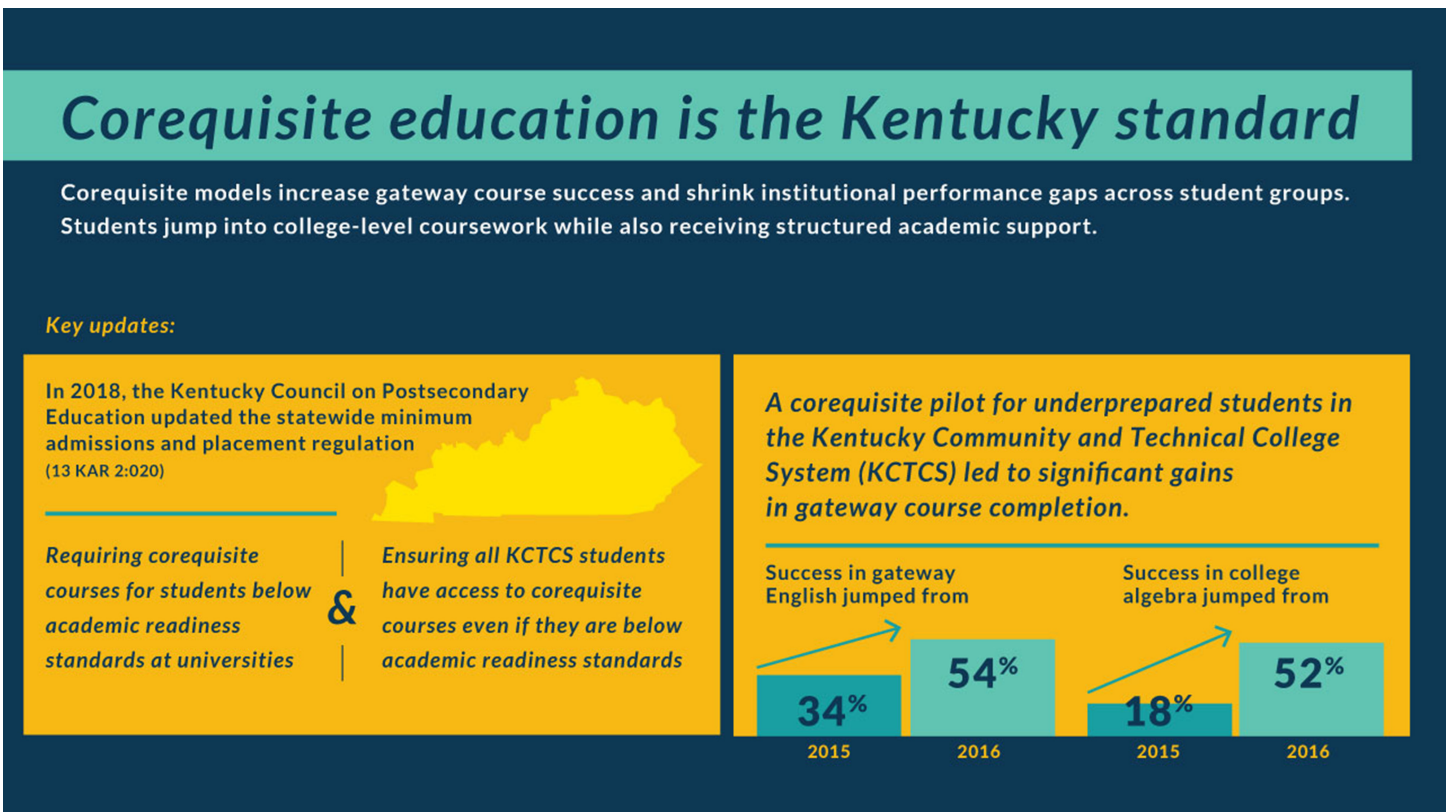 Corequisite education is the Kentucky standard
Corequisite models increase gateway course success and shrink institutional performance gaps across student groups.
Students jump into college-level coursework while also receiving structured academic support.
Key updates:
In 2018, the Kentucky Council on Postsecondary
Education updated the statewide minimum
admissions and placement regulation
(13 KAR 2:020)
Requiring corequisite
courses for students below
academic readiness
standards at universities
&
Ensuring all KCTCS students
have access to corequisite
courses even if they are below
academic readiness standards
A corequisite pilot for underprepared students in
the Kentucky Community and Technical College
System (KCTCS) led to significant gains
in gateway course completion.
Success in gateway
English jumped from
34%
54%
2015
2016
Success in college
algebra jumped from
18%
52%
2015
2016